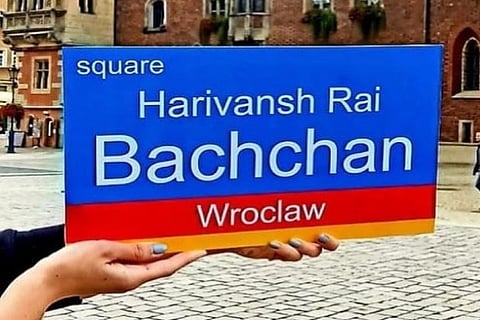 square
Harivansh Rai
Bachchan
Wroclaw